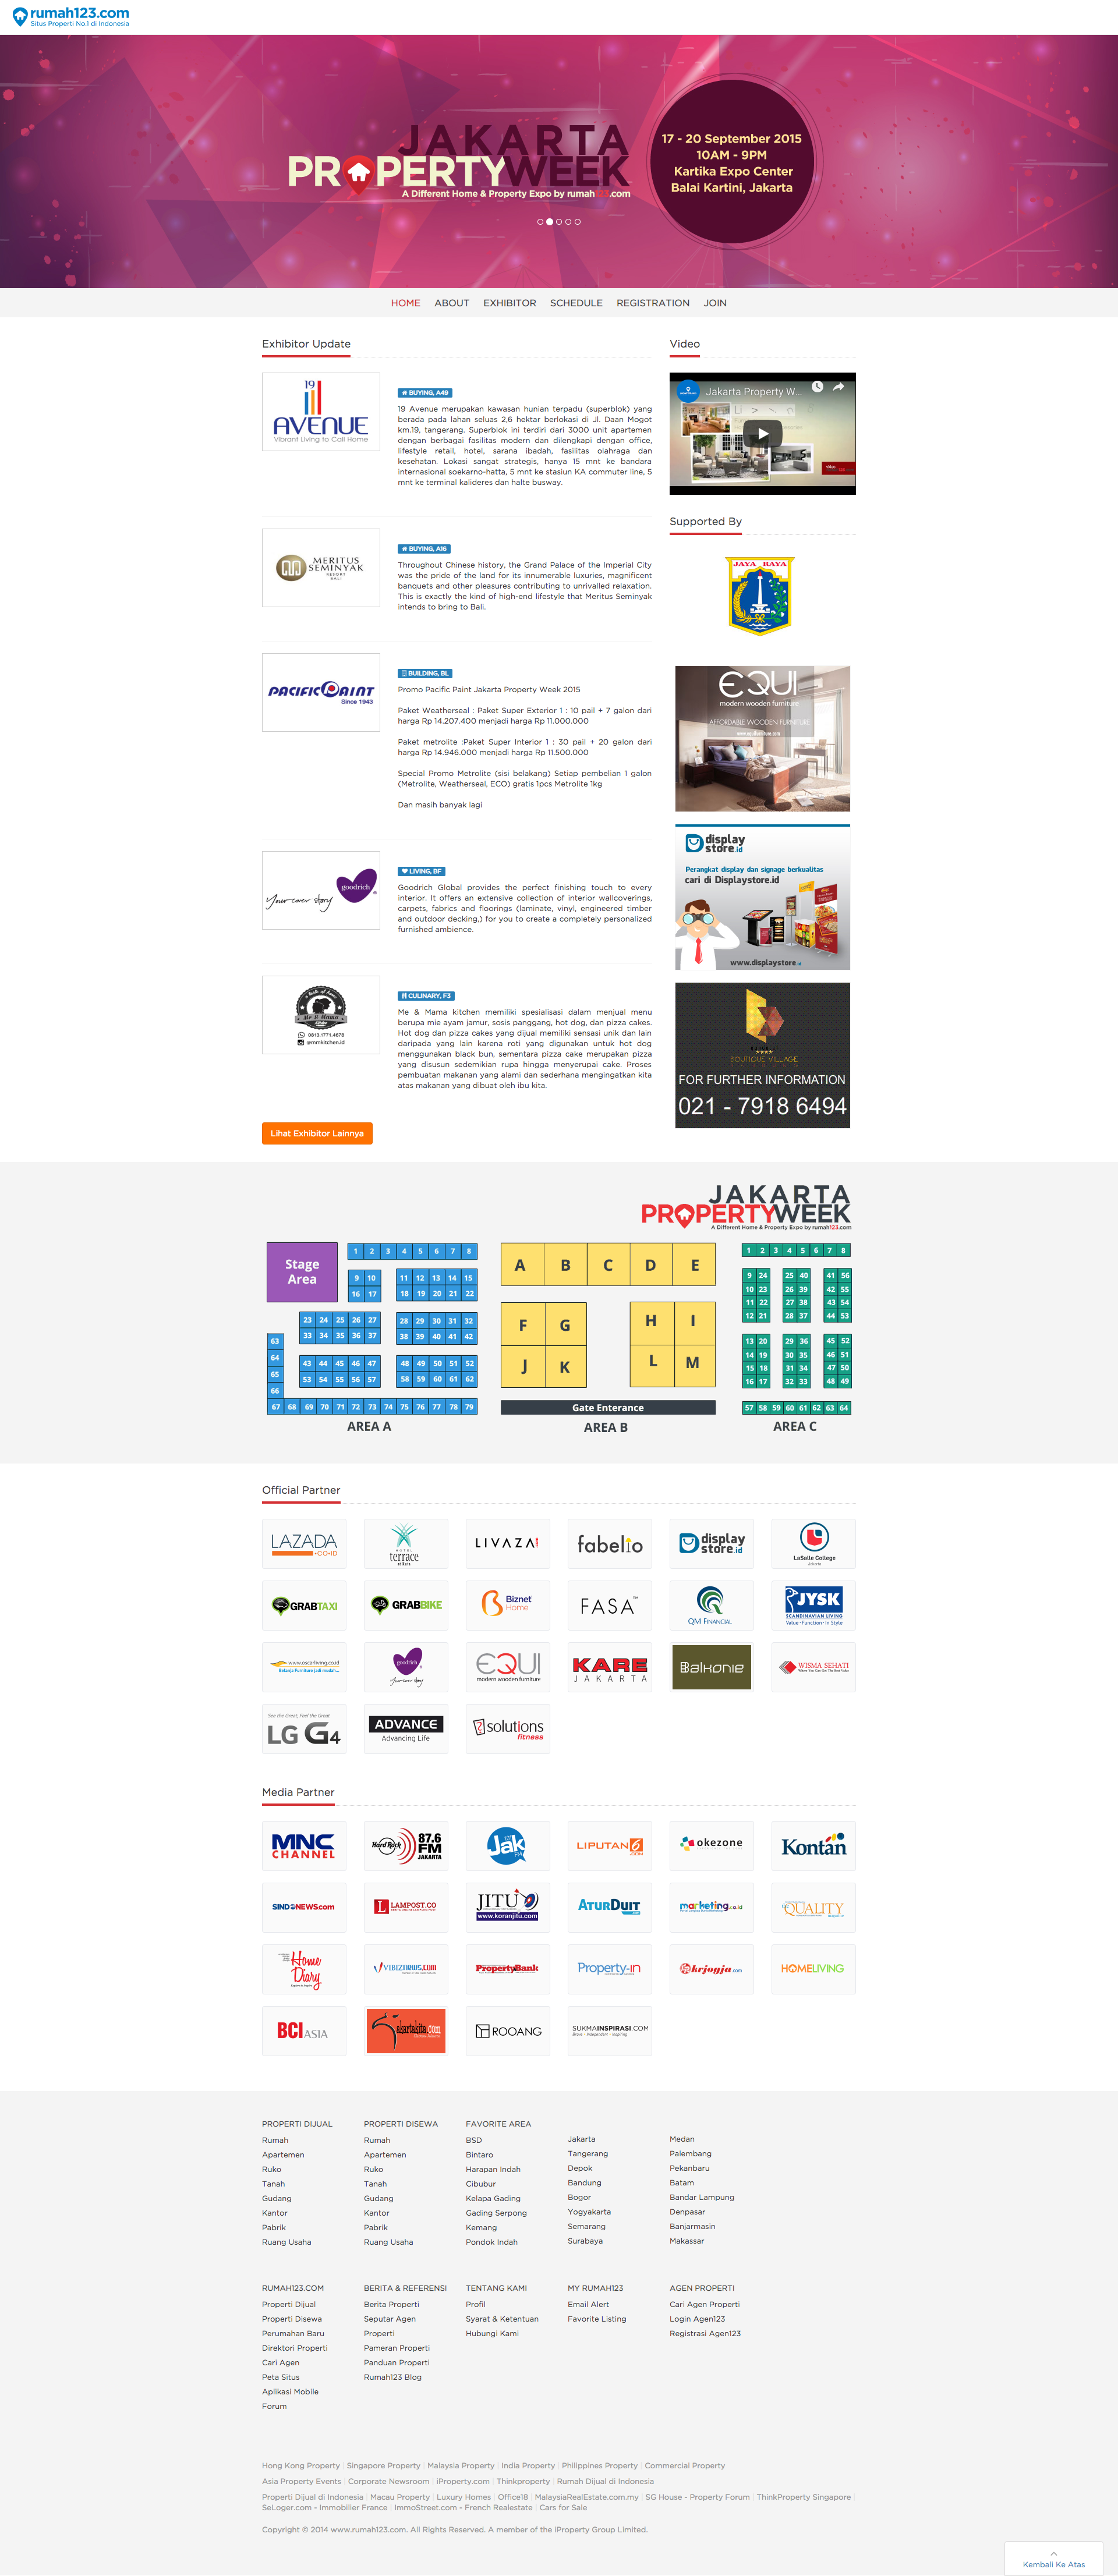 rumah123.com
Situs Properti No.1 di Indonesia
JAKARTA
PROPERTYWEEK
A Different Home & Property Expo by rumah123.com
17 - 20 September 2015
10AM - 9PM
Kartika Expo Center
Balai Kartini, Jakarta
HOME ABOUT EXHIBITOR SCHEDULE REGISTRATION JOIN
Exhibitor Update
19
AVENUE
Vibrant Living to Call Home
BUYING, A49
19 Avenue merupakan kawasan hunian terpadu (superblok) yang
berada pada lahan seluas 2,6 hektar berlokasi di Jl. Daan Mogot
km.19, tangerang. Superblok ini terdiri dari 3000 unit apartemen
dengan berbagai fasilitas modern dan dilengkapi dengan office,
lifestyle retail, hotel, sarana ibadah, fasilitas olahraga dan
kesehatan. Lokasi sangat strategis, hanya 15 mnt ke bandara
internasional soekarno-hatta, 5 mnt ke stasiun KA commuter line, 5
mnt ke terminal kalideres dan halte busway.
MERITUS
SEMINYAK
RESORT
BALI
BUYING, A16
Throughout Chinese history, the Grand Palace of the Imperial City
was the pride of the land for its innumerable luxuries, magnificent
banquets and other pleasures contributing to unrivalled relaxation.
This is exactly the kind of high-end lifestyle that Meritus Seminyak
intends to bring to Bali.
PACIFIC PAINT
Since 1943
BUILDING, BL
Promo Pacific Paint Jakarta Property Week 2015
Paket Weatherseal : Paket Super Exterior 1 : 10 pail + 7 galon dari
harga Rp 14.207.400 menjadi harga Rp 11.000.000
Paket metrolite :Paket Super Interior 1 : 30 pail + 20 galon dari
harga Rp 14.946.000 menjadi harga Rp 11.500.000
Special Promo Metrolite (sisi belakang) Setiap pembelian 1 galon
(Metrolite, Weatherseal, ECO) gratis 1pcs Metrolite 1kg
Dan masih banyak lagi
goodrich
Your cover story
LIVING, BF
Goodrich Global provides the perfect finishing touch to every
interior. It offers an extensive collection of interior wallcoverings,
carpets, fabrics and floorings (laminate, vinyl, engineered timber
and outdoor decking,) for you to create a completely personalized
furnished ambience.
0813.1771.4678
@mmkitchen.id
CULINARY, F3
Me & Mama kitchen memiliki spesialisasi dalam menjual menu
berupa mie ayam jamur, sosis panggang, hot dog, dan pizza cakes.
Hot dog dan pizza cakes yang dijual memiliki sensasi unik dan lain
daripada yang lain karena roti yang digunakan untuk hot dog
menggunakan black bun, sementara pizza cake merupakan pizza
yang disusun sedemikian rupa hingga menyerupai cake. Proses
pembuatan makanan yang alami dan sederhana mengingatkan kita
atas makanan yang dibuat oleh ibu kita.
Lihat Exhibitor Lainnya
Video
Jakarta Property W...
Supported By
JAYA RAYA
EQUI
modern wooden furniture
AFFORDABLE WOODEN FURNITURE
www.equifurniture.com
display
store.id
Perangkat display dan signage berkualitas
cari di Displaystore.id
www.displaystore.id
BOUTIQUE VILLAGE
FOR FURTHER INFORMATION
021 - 7918 6494
JAKARTA
PROPERTYWEEK
A Different Home & Property Expo by rumah123.com
Stage
Area
1 2 3 4 5 6 7 8
9 10 11 12 13 14 15
16 17 18 19 20 21 22
23 24 25 26 27 28 29 30 31 32
33 34 35 36 37 38 39 40 41 42
63
64
43 44 45 46 47 48 49 50 51 52
65
53 54 55 56 57 58 59 60 61 62
66
67 68 69 70 71 72 73 74 75 76 77 78 79
AREA A
A B C D E
F G H I
J K L M
Gate Enterance
AREA B
1 2 3 4 5 6 7 8
9 24 25 40 41 56
10 23 26 39 42 55
11 22 27 38 43 54
12 21 28 37 44 53
13 20 29 36 45 52
14 19 30 35 46 51
15 18 31 34 47 50
16 17 32 33 48 49
57 58 59 60 61 62 63 64
AREA C
Official Partner
LAZADA
.CO.ID
HOTEL
terrace
at Kuta
LIVAZA
fabelio
display
store.id
LaSalle College
JAKARTA
GRABTAXI
GRABBIKE
Biznet
Home
FASA™
QM FINANCIAL
JYSK
SCANDINAVIAN LIVING
Value · Function · In Style
www.oscarliving.co.id
Belanja Furniture jadi mudah...
goodrich
Your cover story
EQUI
modern wooden furniture
KARE
JAKARTA
Balkonie
WISMA SEHATI
Where You Can Get The Best Value
See the Great, Feel the Great
LG G4
ADVANCE
Advancing Life
solutions
fitness
Media Partner
MNC
CHANNEL
Hard Rock
87.6
FM
JAKARTA
Jak
LIPUTAN6
.COM
okezone
Kontan
SINDONEWS.com
LAMPOST.CO
JITU
www.koranjitu.com
ATURDUIT
marketing.co.id
QUALITY
Home
Diary
VIBIZNEWS.COM
PropertyBank
Property-in
krjogja.com
HOMELIVING
BCI ASIA
Jakartakita.com
ROOANG
SUKMAINSPIRASI.COM
Brave · Independent · Inspiring
PROPERTI DIJUAL
Rumah
Apartemen
Ruko
Tanah
Gudang
Kantor
Pabrik
Ruang Usaha
PROPERTI DISEWA
Rumah
Apartemen
Ruko
Tanah
Gudang
Kantor
Pabrik
Ruang Usaha
FAVORITE AREA
BSD
Bintaro
Harapan Indah
Cibubur
Kelapa Gading
Gading Serpong
Kemang
Pondok Indah
Jakarta
Tangerang
Depok
Bandung
Bogor
Yogyakarta
Semarang
Surabaya
Medan
Palembang
Pekanbaru
Batam
Bandar Lampung
Denpasar
Banjarmasin
Makassar
RUMAH123.COM
Properti Dijual
Properti Disewa
Perumahan Baru
Direktori Properti
Cari Agen
Peta Situs
Aplikasi Mobile
Forum
BERITA & REFERENSI
Berita Properti
Seputar Agen
Properti
Pameran Properti
Panduan Properti
Rumah123 Blog
TENTANG KAMI
Profil
Syarat & Ketentuan
Hubungi Kami
MY RUMAH123
Email Alert
Favorite Listing
AGEN PROPERTI
Cari Agen Properti
Login Agen123
Registrasi Agen123
Hong Kong Property | Singapore Property | Malaysia Property | India Property | Philippines Property | Commercial Property
Asia Property Events | Corporate Newsroom | iProperty.com | Thinkproperty | Rumah Dijual di Indonesia
Properti Dijual di Indonesia | Macau Property | Luxury Homes | Office18 | MalaysiaRealEstate.com.my | SG House - Property Forum | ThinkProperty Singapore |
SeLoger.com - Immobilier France | ImmoStreet.com - French Realestate | Cars for Sale
Copyright © 2014 www.rumah123.com. All Rights Reserved. A member of the iProperty Group Limited.
Kembali Ke Atas